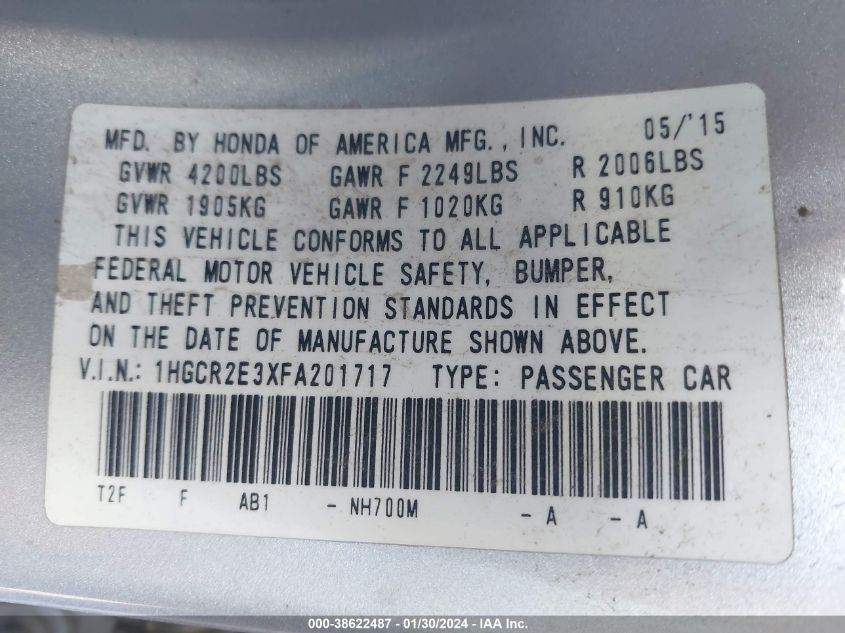 MFD. BY HONDA OF AMERICA MFG., INC. 05/'15
GVWR 4200LBS GAWR F 2249LBS R 2006LBS
GVWR 1905KG GAWR F 1020KG R 910KG
THIS VEHICLE CONFORMS TO ALL APPLICABLE
FEDERAL MOTOR VEHICLE SAFETY, BUMPER,
AND THEFT PREVENTION STANDARDS IN EFFECT
ON THE DATE OF MANUFACTURE SHOWN ABOVE.
V.I.N.: 1HGCR2E3XFA201717 TYPE: PASSENGER CAR
T2F F AB1 - NH700M - A - A
000-38622487 - 01/30/2024 - IAA Inc.